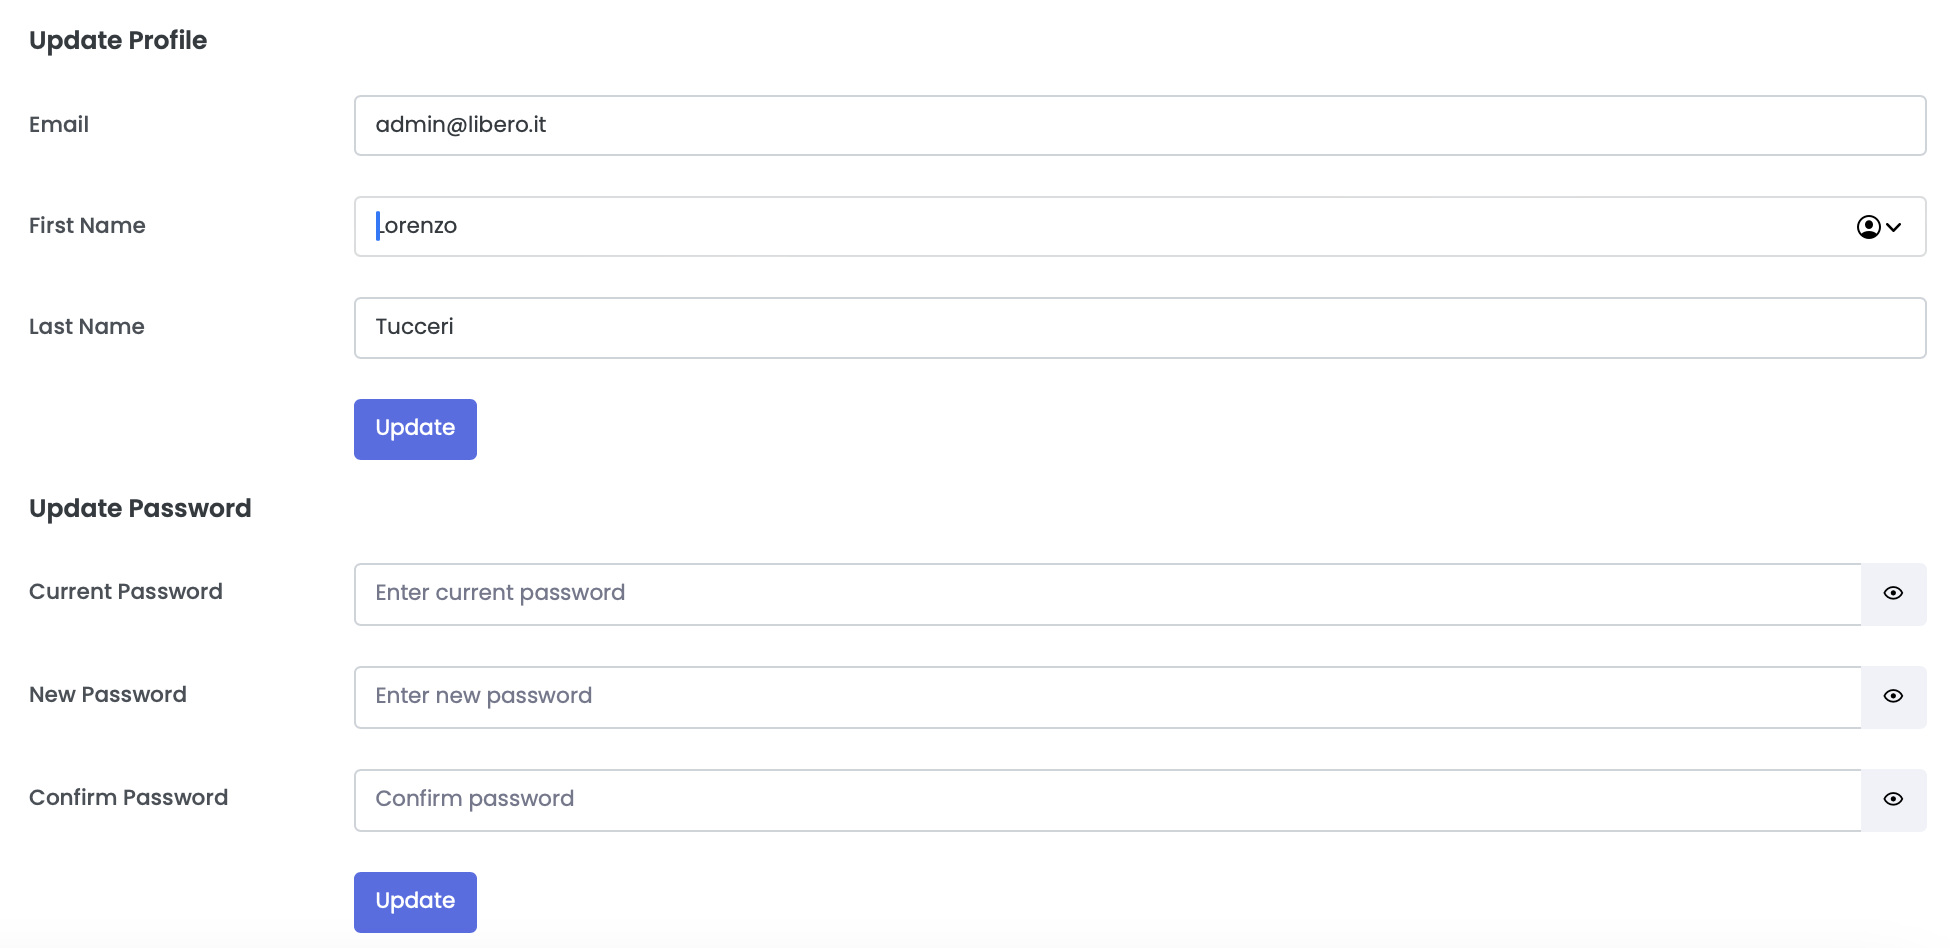 Update Profile
Email
admin@libero.it
First Name
Lorenzo
Last Name
Tucceri
Update
Update Password
Current Password
Enter current password
New Password
Enter new password
Confirm Password
Confirm password
Update